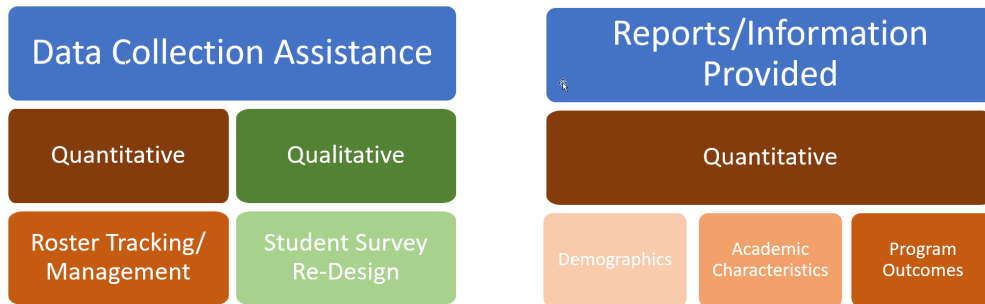 Data Collection Assistance
Quantitative
Qualitative
Roster Tracking/
Management
Student Survey
Re-Design
Reports/Information
Provided
Quantitative
Demographics
Academic
Characteristics
Program
Outcomes